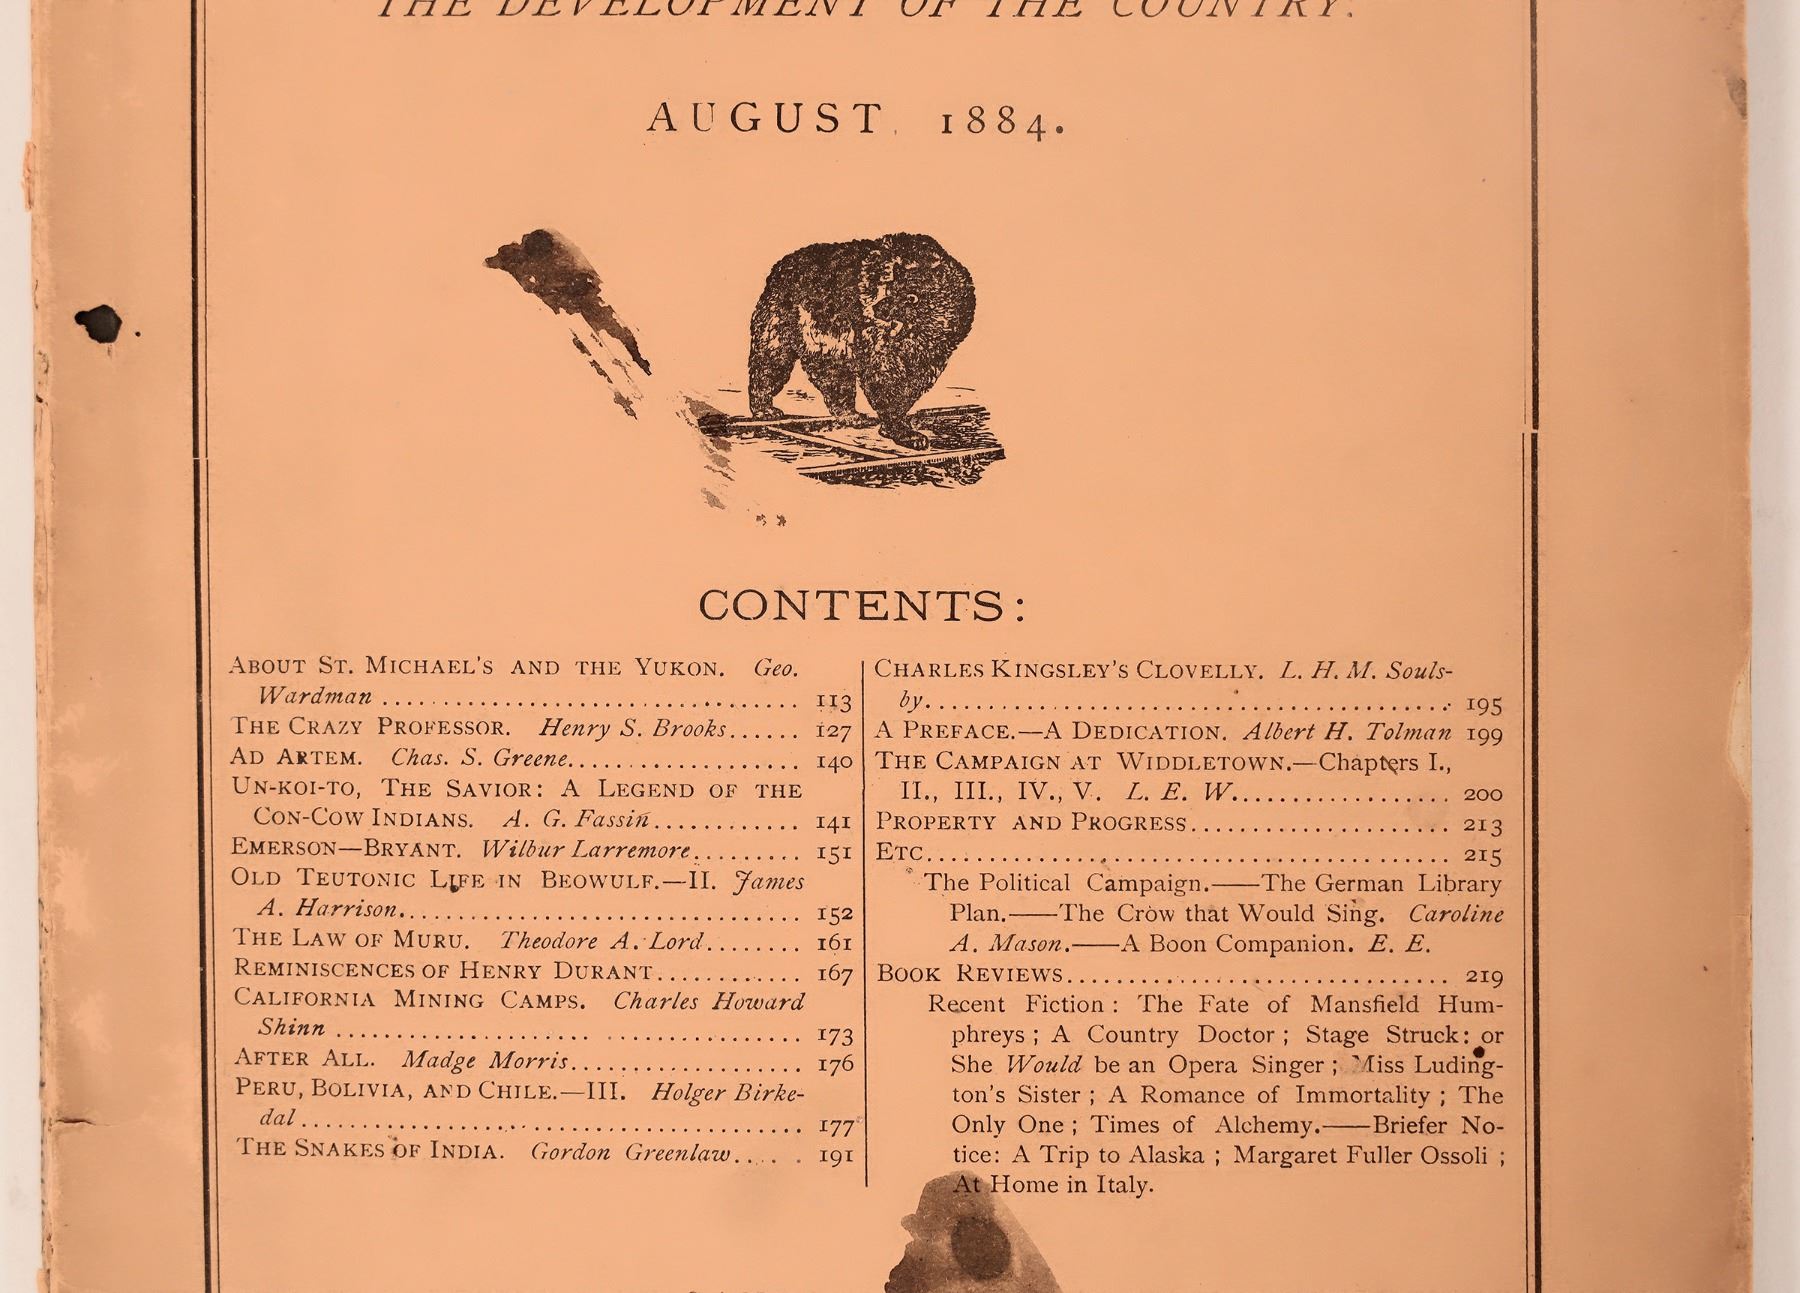 THE DEVELOPMENT OF THE COUNTRY.
AUGUST, 1884.
CONTENTS:
ABOUT ST. MICHAEL'S AND THE YUKON. Geo.
Wardman .......................................... 113
THE CRAZY PROFESSOR. Henry S. Brooks...... 127
AD ARTEM. Chas. S. Greene...................... 140
UN-KOI-TO, THE SAVIOR: A LEGEND OF THE
CON-COW INDIANS. A. G. Fassin............ 141
EMERSON—BRYANT. Wilbur Larremore......... 151
OLD TEUTONIC LIFE IN BEOWULF.—II. James
A. Harrison...................................... 152
THE LAW OF MURU. Theodore A. Lord........ 161
REMINISCENCES OF HENRY DURANT............. 167
CALIFORNIA MINING CAMPS. Charles Howard
Shinn ............................................. 173
AFTER ALL. Madge Morris...................... 176
PERU, BOLIVIA, AND CHILE.—III. Holger Birke-
dal................................................ 177
THE SNAKES OF INDIA. Gordon Greenlaw..... . 191
CHARLES KINGSLEY'S CLOVELLY. L. H. M. Souls-
by.................................................. 195
A PREFACE.—A DEDICATION. Albert H. Tolman 199
THE CAMPAIGN AT WIDDLETOWN.—Chapters I.,
II., III., IV., V. L. E. W.................... 200
PROPERTY AND PROGRESS......................... 213
ETC.................................................. 215
The Political Campaign.——The German Library
Plan.——The Crow that Would Sing. Caroline
A. Mason.——A Boon Companion. E. E.
BOOK REVIEWS...................................... 219
Recent Fiction: The Fate of Mansfield Hum-
phreys; A Country Doctor; Stage Struck: or
She Would be an Opera Singer; Miss Luding-
ton's Sister; A Romance of Immortality; The
Only One; Times of Alchemy.——Briefer No-
tice: A Trip to Alaska; Margaret Fuller Ossoli;
At Home in Italy.